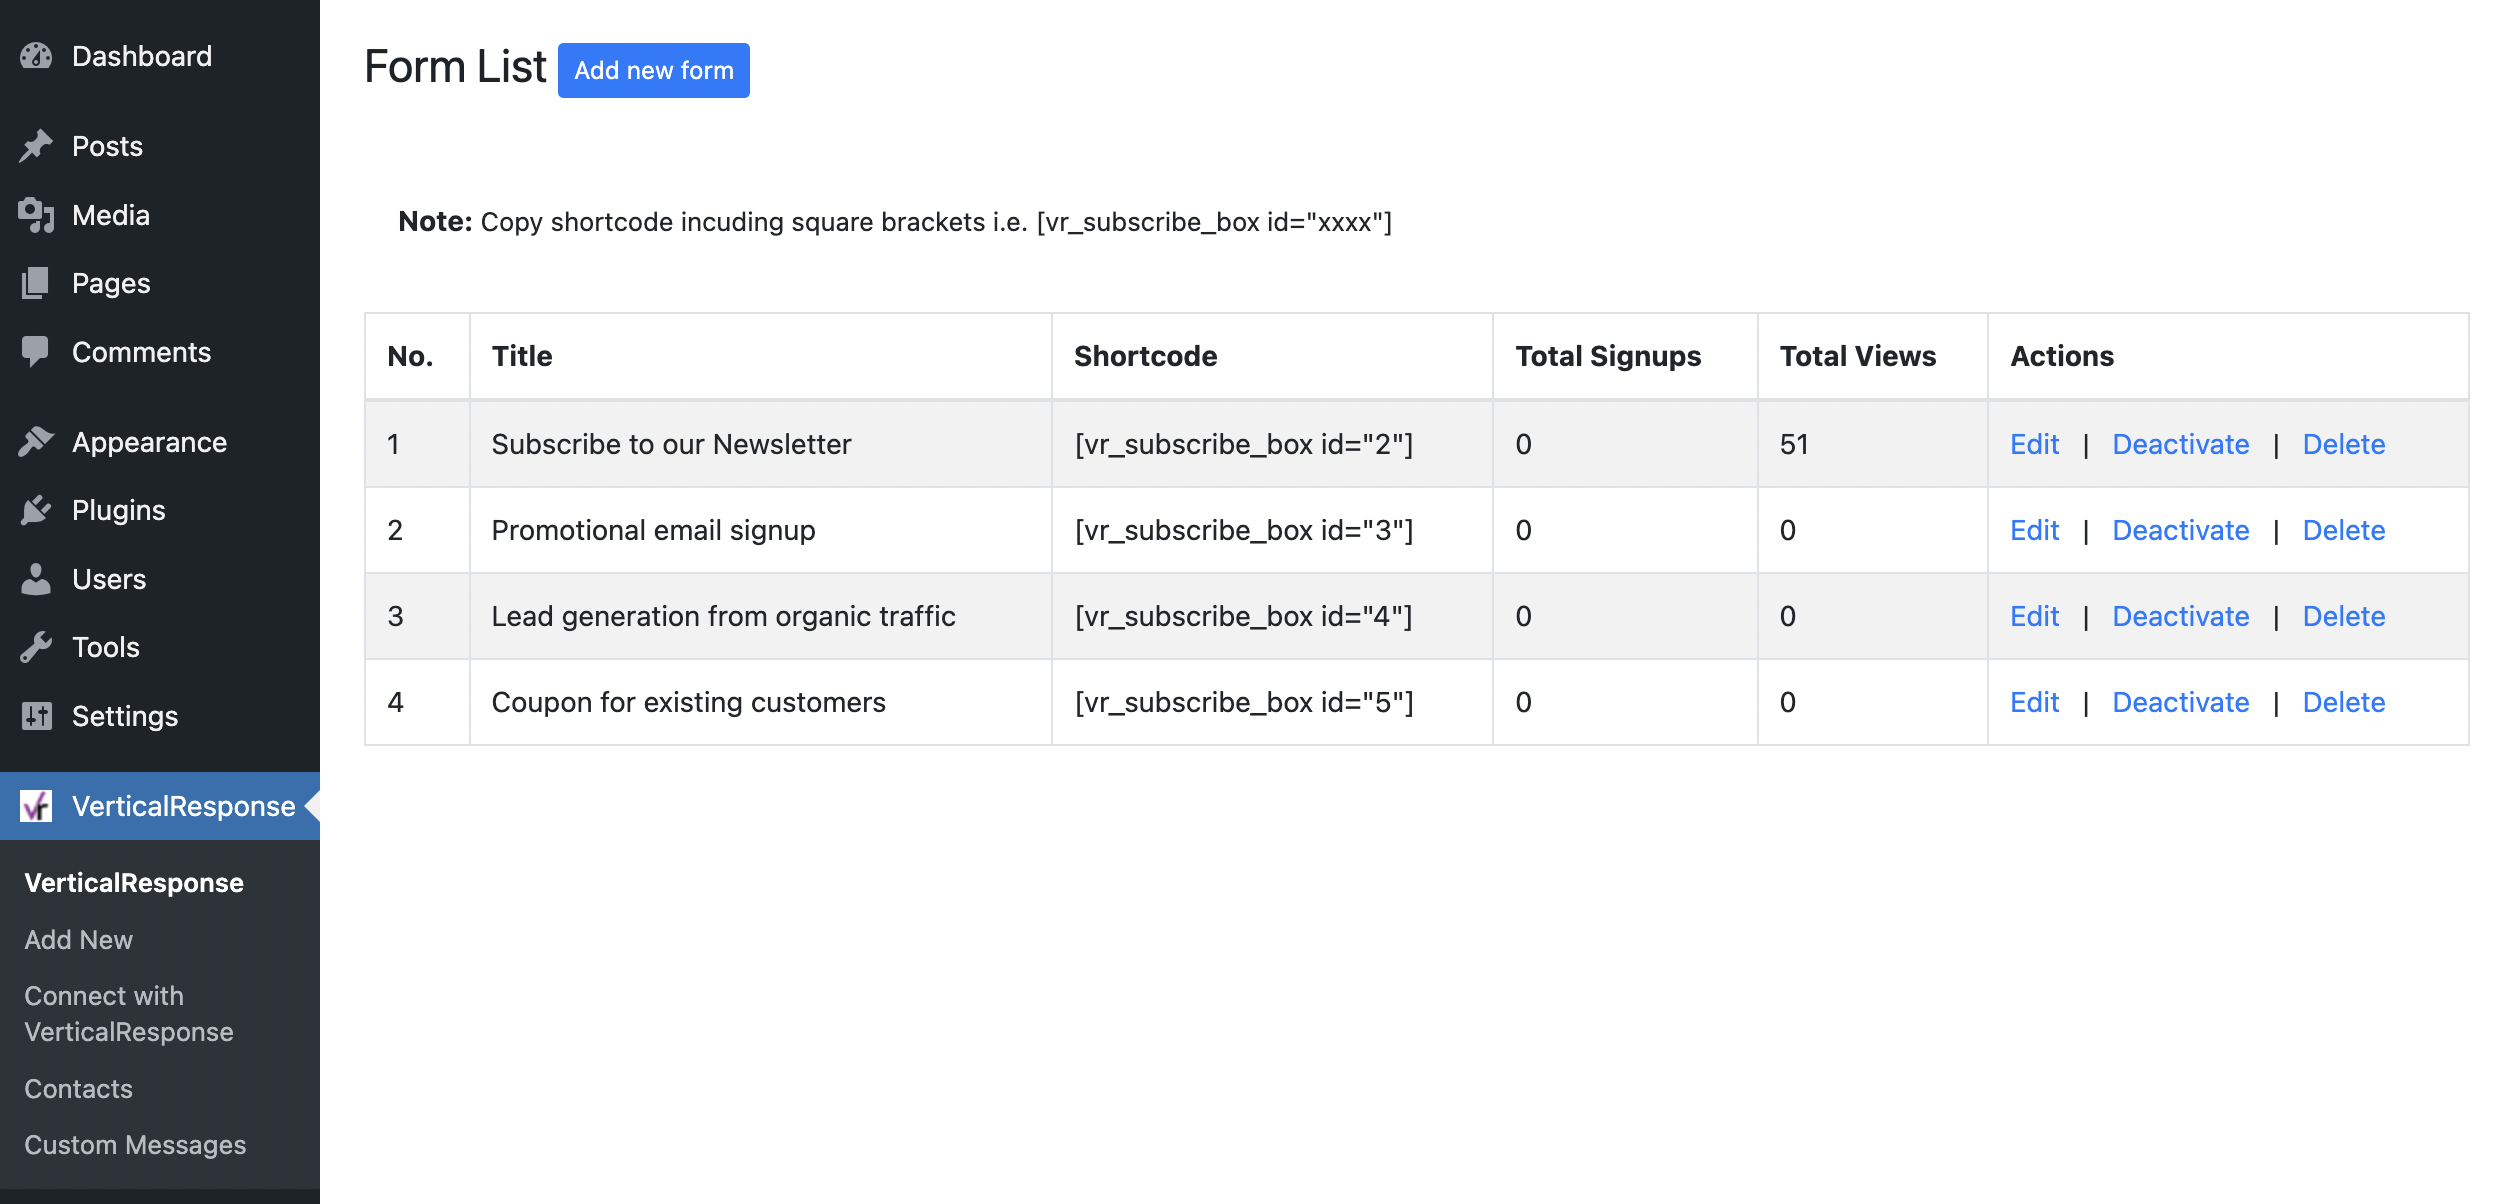 Dashboard
Posts
Media
Pages
Comments
Appearance
Plugins
Users
Tools
Settings
vr VerticalResponse
VerticalResponse
Add New
Connect with
VerticalResponse
Contacts
Custom Messages
Form List Add new form
Note: Copy shortcode incuding square brackets i.e. [vr_subscribe_box id="xxxx"]
No. Title Shortcode Total Signups Total Views Actions
1 Subscribe to our Newsletter [vr_subscribe_box id="2"] 0 51 Edit | Deactivate | Delete
2 Promotional email signup [vr_subscribe_box id="3"] 0 0 Edit | Deactivate | Delete
3 Lead generation from organic traffic [vr_subscribe_box id="4"] 0 0 Edit | Deactivate | Delete
4 Coupon for existing customers [vr_subscribe_box id="5"] 0 0 Edit | Deactivate | Delete